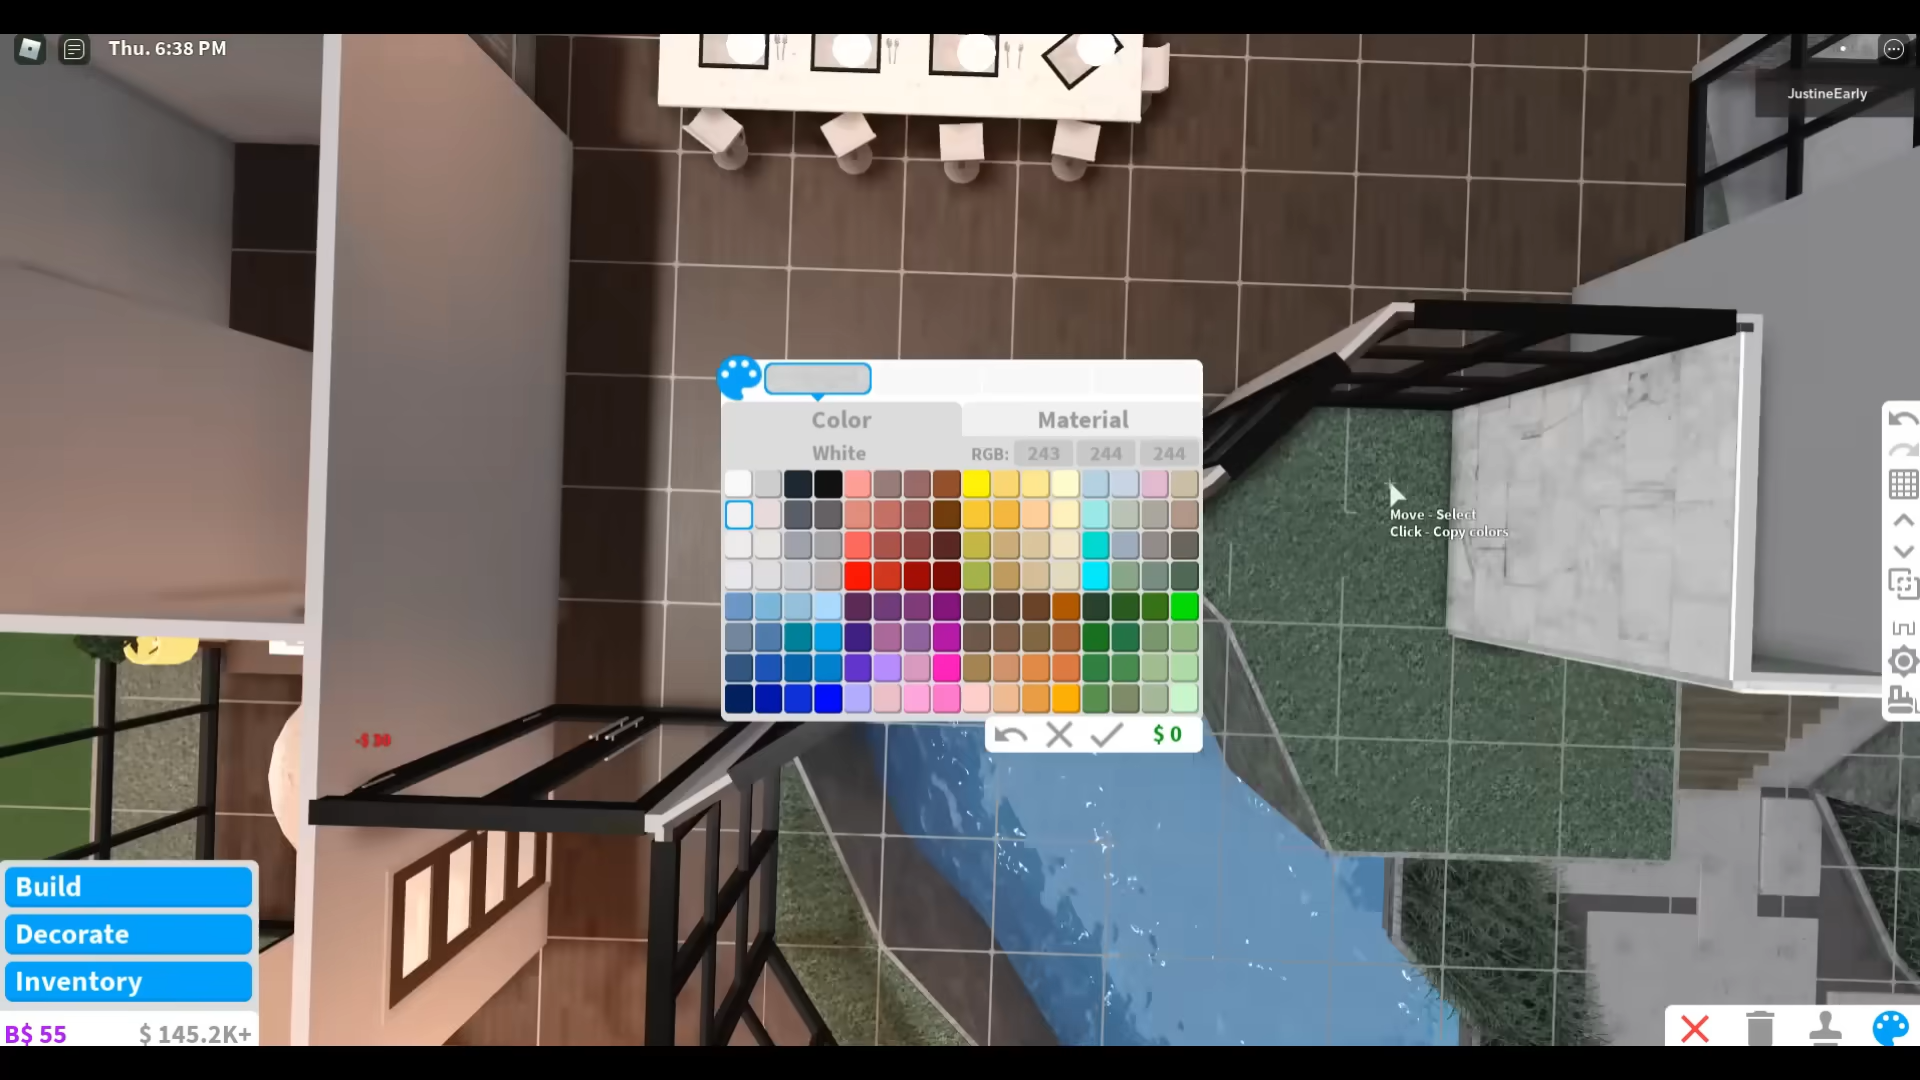 Thu. 6:38 PM
JustineEarly
Color
Material
White
RGB: 243 244 244
Move - Select
Click - Copy colors
$ 0
-$ 30
Build
Decorate
Inventory
B$ 55
$ 145.2K+